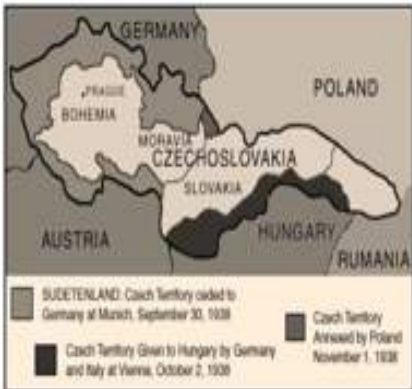 GERMANY
POLAND
PRAGUE
BOHEMIA
MORAVIA
CZECHOSLOVAKIA
SLOVAKIA
AUSTRIA
HUNGARY
RUMANIA
SUDETENLAND: Czech Territory ceded to
Germany at Munich, September 30, 1938
Czech Territory Given to Hungary by Germany
and Italy at Vienna, October 2, 1938
Czech Territory
Annexed by Poland
November 1, 1938